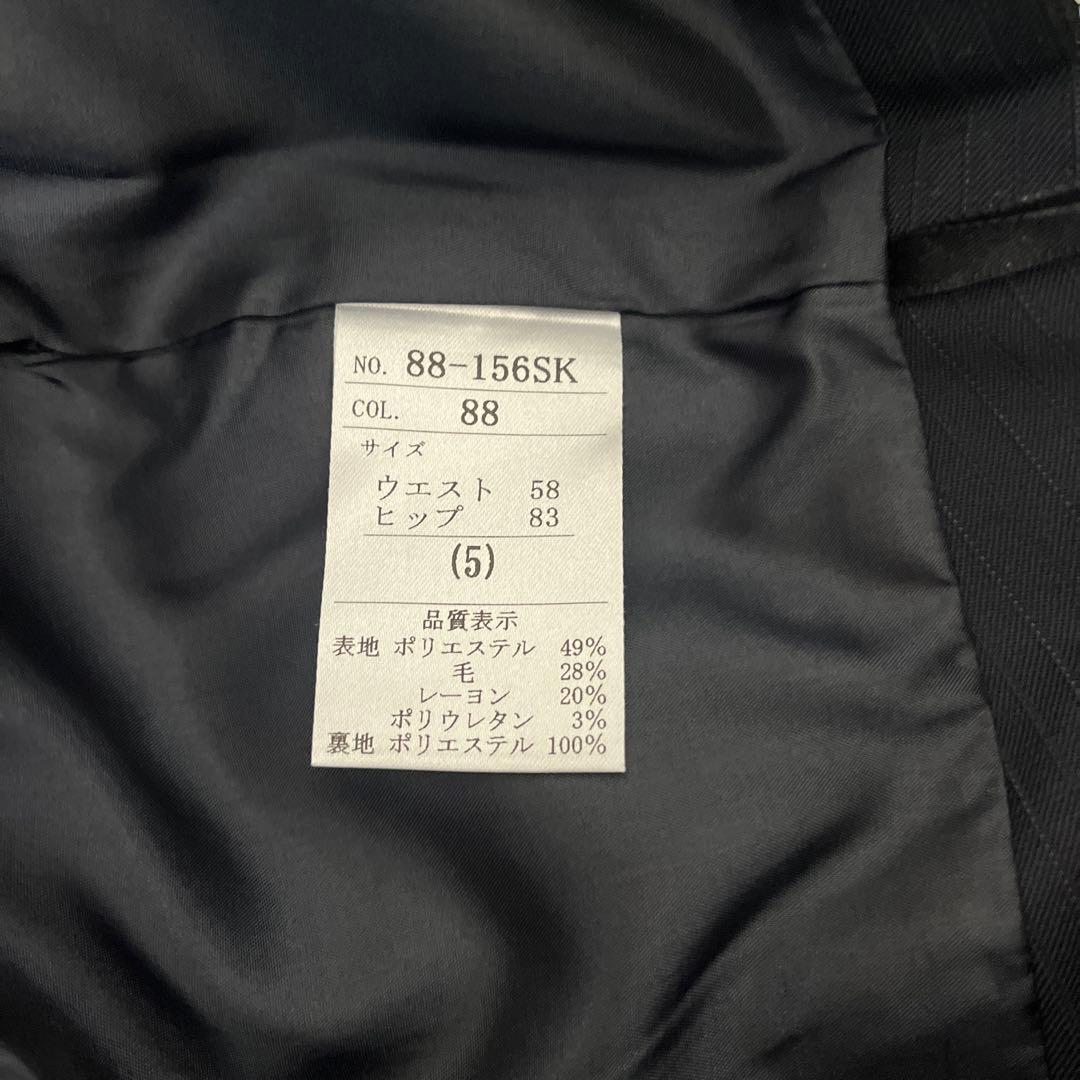 NO. 88-156SK
COL. 88
サイズ
ウエスト 58
ヒップ 83
(5)
品質表示
表地 ポリエステル 49%
毛 28%
レーヨン 20%
ポリウレタン 3%
裏地 ポリエステル 100%